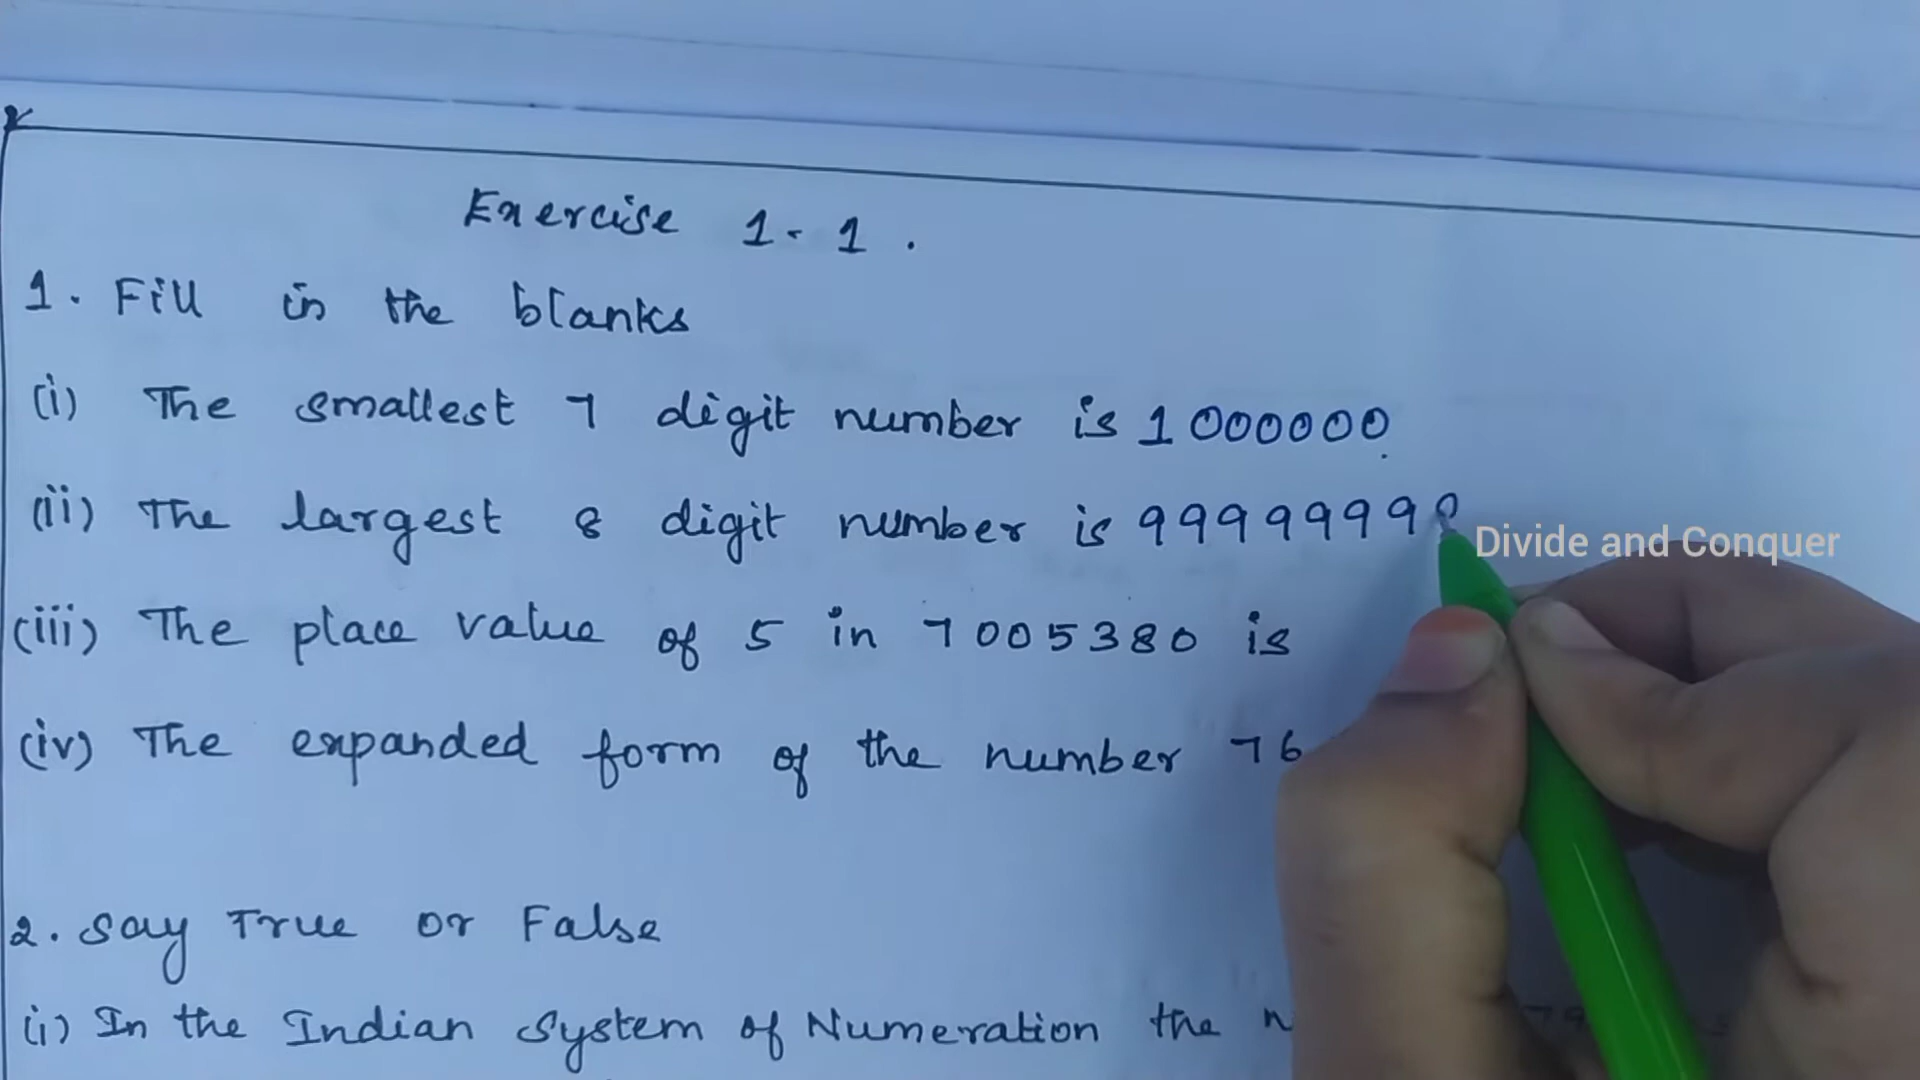 Exercise 1.1.
1. Fill in the blanks
(i) The smallest 7 digit number is 1000000.
(ii) The largest 8 digit number is 99999999
Divide and Conquer
(iii) The place value of 5 in 7005380 is
(iv) The expanded form of the number 76
2. Say True or False
(i) In the Indian System of Numeration the